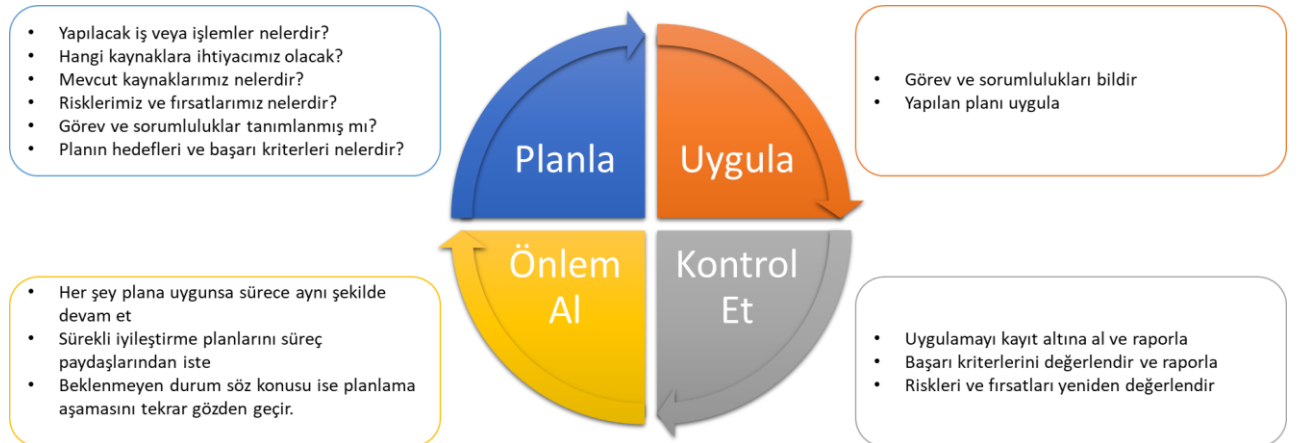 • Yapılacak iş veya işlemler nelerdir?
• Hangi kaynaklara ihtiyacımız olacak?
• Mevcut kaynaklarımız nelerdir?
• Risklerimiz ve fırsatlarımız nelerdir?
• Görev ve sorumluluklar tanımlanmış mı?
• Planın hedefleri ve başarı kriterleri nelerdir?
Planla
Uygula
• Görev ve sorumlulukları bildir
• Yapılan planı uygula
• Her şey plana uygunsa sürece aynı şekilde
devam et
• Sürekli iyileştirme planlarını süreç
paydaşlarından iste
• Beklenmeyen durum söz konusu ise planlama
aşamasını tekrar gözden geçir.
Önlem
Al
Kontrol
Et
• Uygulamayı kayıt altına al ve raporla
• Başarı kriterlerini değerlendir ve raporla
• Riskleri ve fırsatları yeniden değerlendir